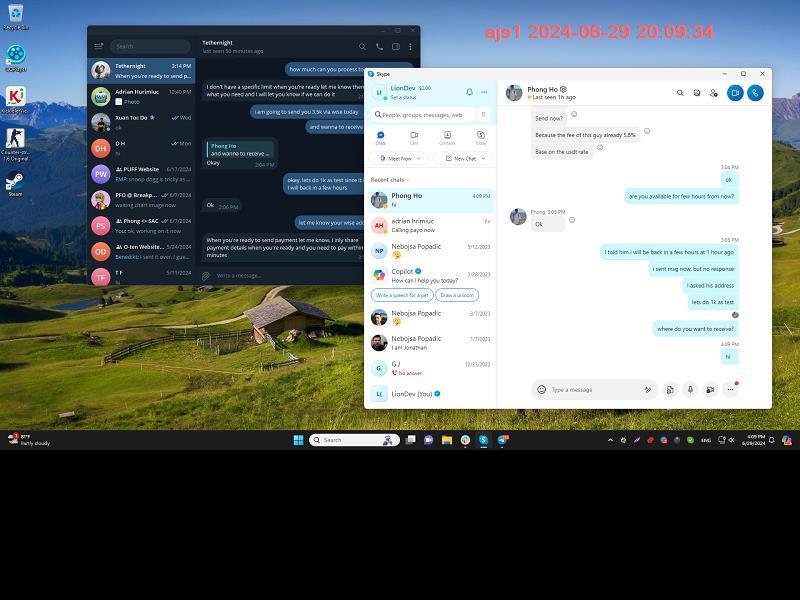 ajs1 2024-06-29 20:09:34
Recycle Bin
GOPlayer
Steam
1.6 Original
Search
Tethernight
3:14 PM
When you're ready to send p...
Adrian Hurimiuc
10:40 PM
Photo
Xuan Toc Do
Wed
ok
DH
D H
Mon
hi
PW
PUFF Website
6/17/2024
EMF: snoop dogg is tricky as...
PFO @ Breakp...
6/7/2024
waiting chart image now
PS
Phong <> SAC
6/7/2024
You: ok, working on it now
OD
O-ten Website...
5/24/2024
Benedikt: I sent it over. I gue...
TF
T F
5/11/2024
hi
Tethernight
last seen 50 minutes ago
how much can you process to
I don't have a specific limit when you're ready let me know then
what you need and i will let you know if we can do it
i am going to send you 3.5k via wise today
and wanna to receive
Phong Ho
and wanna to receive ...
Okay
2:04 PM
okay, lets do 1k as test since it
I will back in a few hours
Ok
2:06 PM
let me know your wise add
When you're ready to send payment let me know, I inly share
payment details when you're ready and you need to pay within
minutes
Write a message...
Skype
L(
LionDev
$0.00
Set a status
People, groups, messages, web
Chats
Calls
Contacts
Today
Meet Now
New Chat
Recent chats
Phong Ho
4:09 PM
hi
AH
adrian hrimiuc
Fri
Calling payo now
NP
Nebojsa Popadic
5/12/2023
Copilot
3/28/2023
How can I help you today?
Write a speech for a pet
Draw a unicorn
Nebojsa Popadic
3/7/2023
Nebojsa Popadic
1/7/2023
I am Jonathan
G.
GJ
12/23/2022
No answer
L(
LionDev (You)
Phong Ho
Last seen 1h ago
Send now?
Because the fee of this guy already 5.8%
Base on the usdt rate
3:04 PM
ok
are you available for few hours from now?
Phong, 3:05 PM
Ok
3:05 PM
I told him i will be back in a few hours at 1 hour ago
i sent msg now, but no response
I asked his address
lets do 1k as test
where do you want to receive?
4:09 PM
hi
Type a message
81°F
Partly cloudy
Search
ENG
4:09 PM
6/29/2024